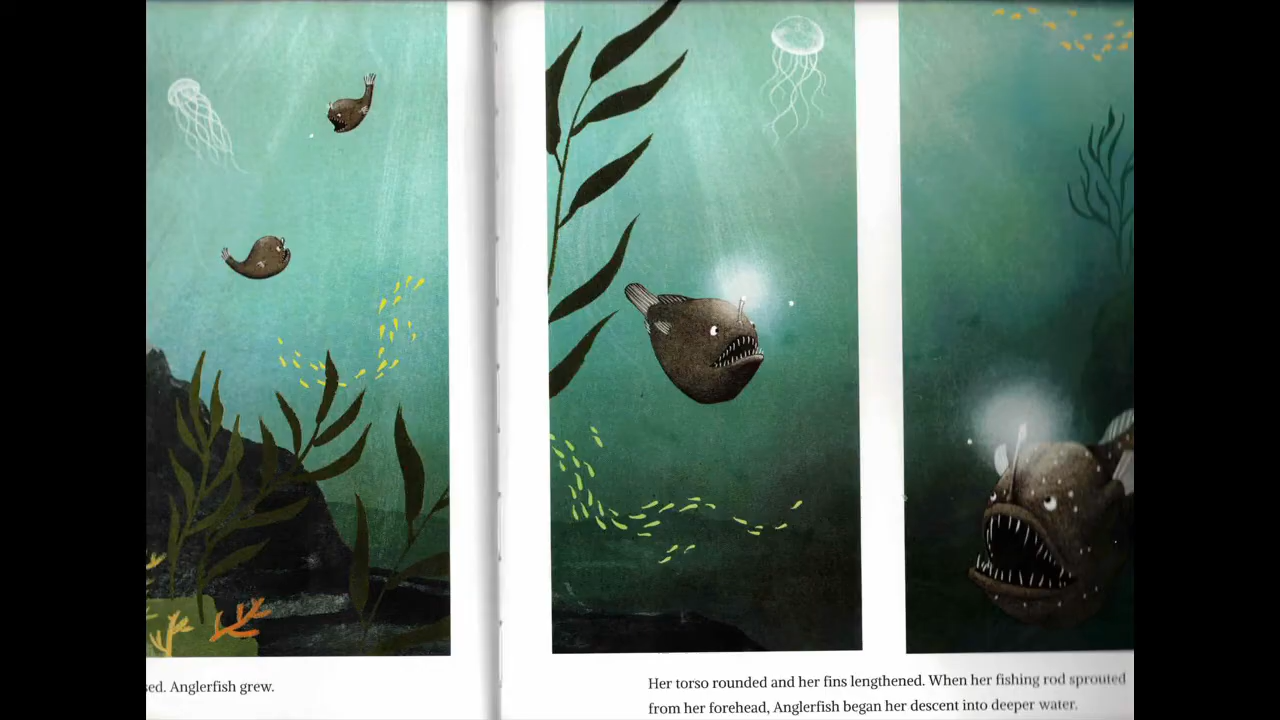 sed. Anglerfish grew.
Her torso rounded and her fins lengthened. When her fishing rod sprouted
from her forehead, Anglerfish began her descent into deeper water.